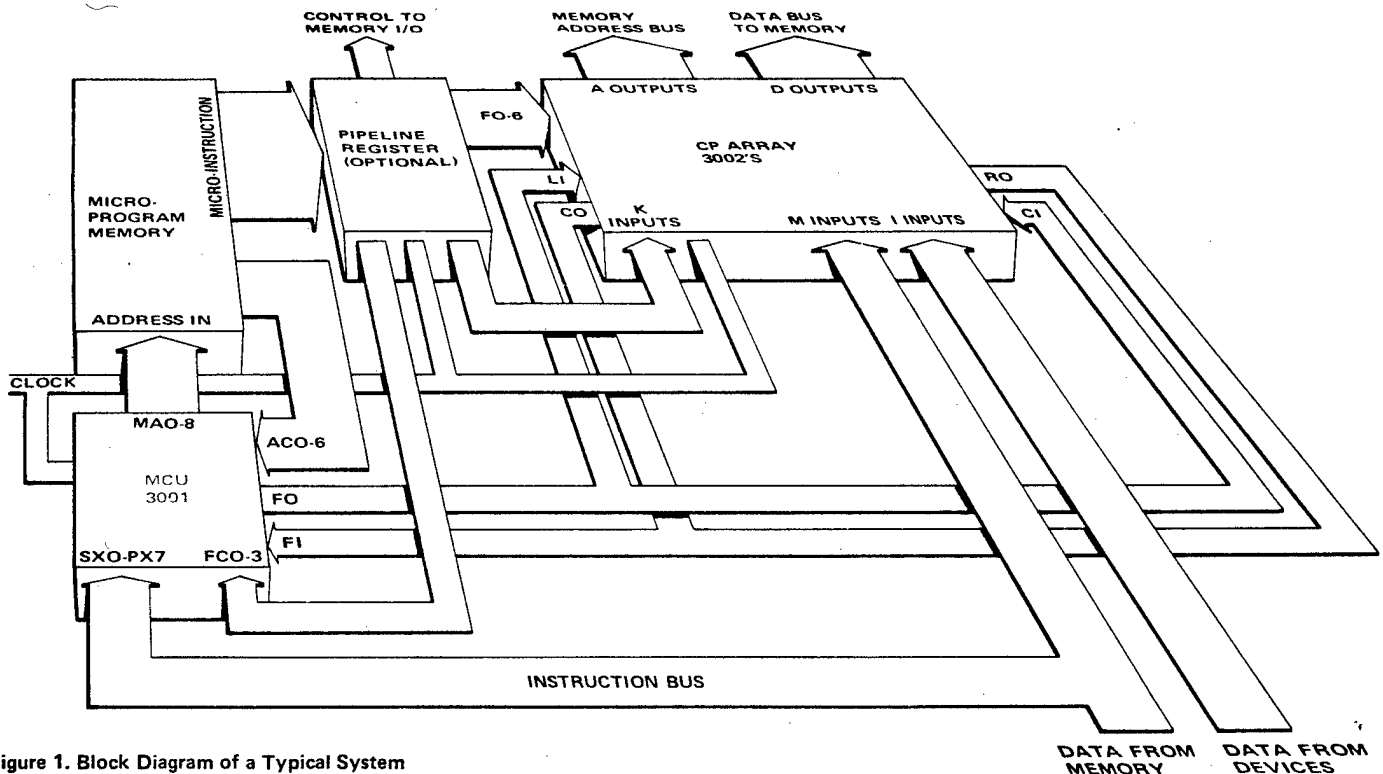 CONTROL TO
MEMORY I/O
MEMORY
ADDRESS BUS
DATA BUS
TO MEMORY
A OUTPUTS
D OUTPUTS
MICRO-INSTRUCTION
FO-6
PIPELINE
REGISTER
(OPTIONAL)
CP ARRAY
3002'S
MICRO-
PROGRAM
MEMORY
LI
CO
K
INPUTS
M INPUTS
I INPUTS
RO
CI
ADDRESS IN
CLOCK
MAO-8
ACO-6
MCU
3001
FO
FI
SXO-PX7
FCO-3
INSTRUCTION BUS
DATA FROM
MEMORY
DATA FROM
DEVICES
igure 1. Block Diagram of a Typical System